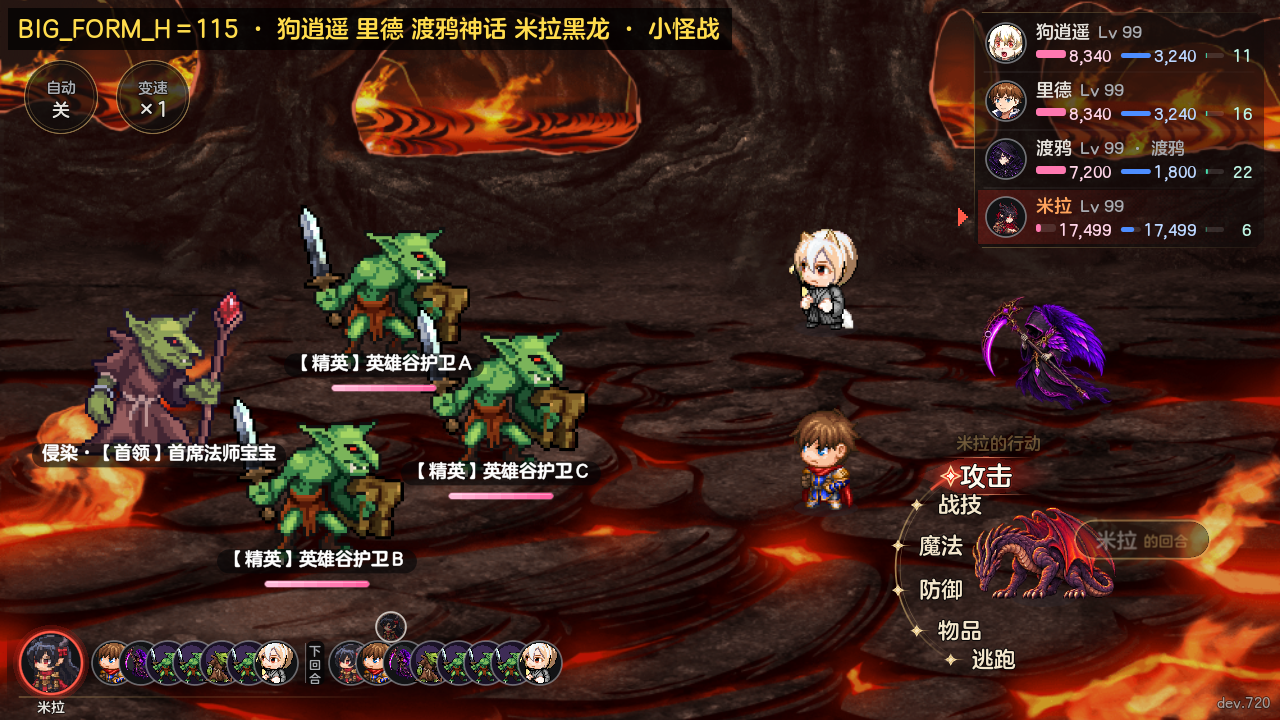 BIG_FORM_H=115 · 狗逍遥 里德 渡鸦神话 米拉黑龙 · 小怪战
自动
关
变速
×1
狗逍遥 Lv 99
8,340 3,240 11
里德 Lv 99
8,340 3,240 16
渡鸦 Lv 99 · 渡鸦
7,200 1,800 22
米拉 Lv 99
17,499 17,499 6
【精英】英雄谷护卫A
侵染·【首领】首席法师宝宝
【精英】英雄谷护卫C
【精英】英雄谷护卫B
米拉的行动
攻击
战技
魔法
防御
物品
逃跑
米拉 的回合
下回合
米拉
dev.720